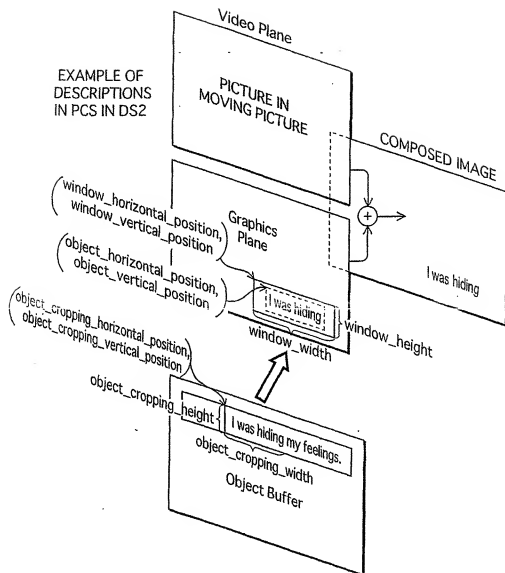 Video Plane
EXAMPLE OF
DESCRIPTIONS
IN PCS IN DS2
PICTURE IN
MOVING PICTURE
COMPOSED IMAGE
(window_horizontal_position,
window_vertical_position)
Graphics
Plane
+
(object_horizontal_position,
object_vertical_position)
I was hiding
I was hiding
window_height
window_width
(object_cropping_horizontal_position,
object_cropping_vertical_position)
object_cropping_height
I was hiding my feelings.
object_cropping_width
Object Buffer